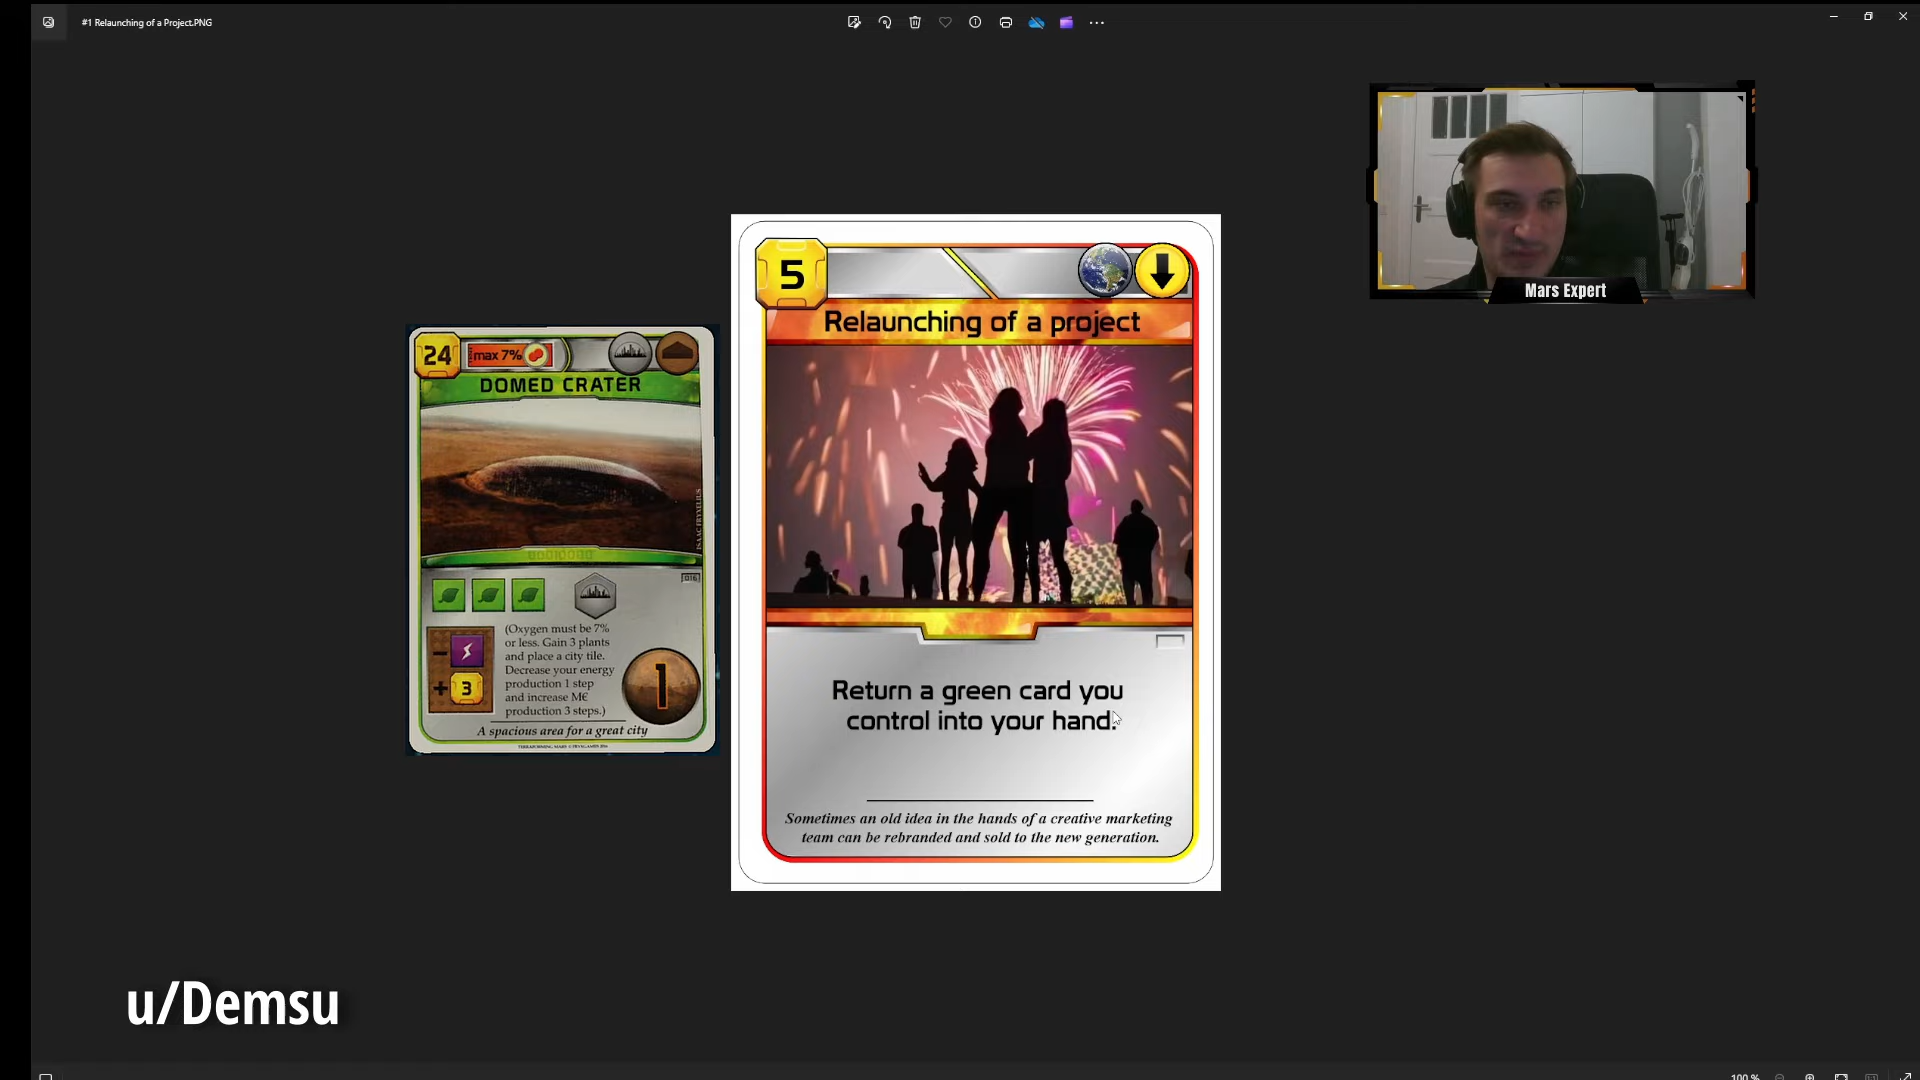 #1 Relaunching of a Project.PNG
Mars Expert
24
max 7%
DOMED CRATER
016
(Oxygen must be 7%
or less. Gain 3 plants
and place a city tile.
Decrease your energy
production 1 step
and increase M€
production 3 steps.)
-
+ 3
1
A spacious area for a great city
5
Relaunching of a project
Return a green card you
control into your hand.
Sometimes an old idea in the hands of a creative marketing
team can be rebranded and sold to the new generation.
u/Demsu
100 %